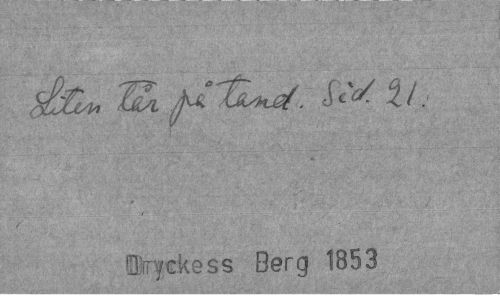 Liten tår på tand. Sid. 21.
Dryckess Berg 1853